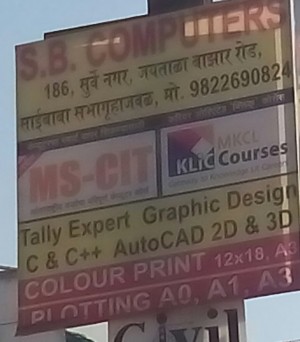 S.B. COMPUTERS
186, सुर्वे नगर, जयताळा बाझार रोड,
साईबाबा सभागृहाजवळ, मो. 9822690824
MS-CIT
MKCL
KLiC Courses
Tally Expert Graphic Design
C & C++ AutoCAD 2D & 3D
COLOUR PRINT 12x18, A3
PLOTTING A0, A1, A3
Civil